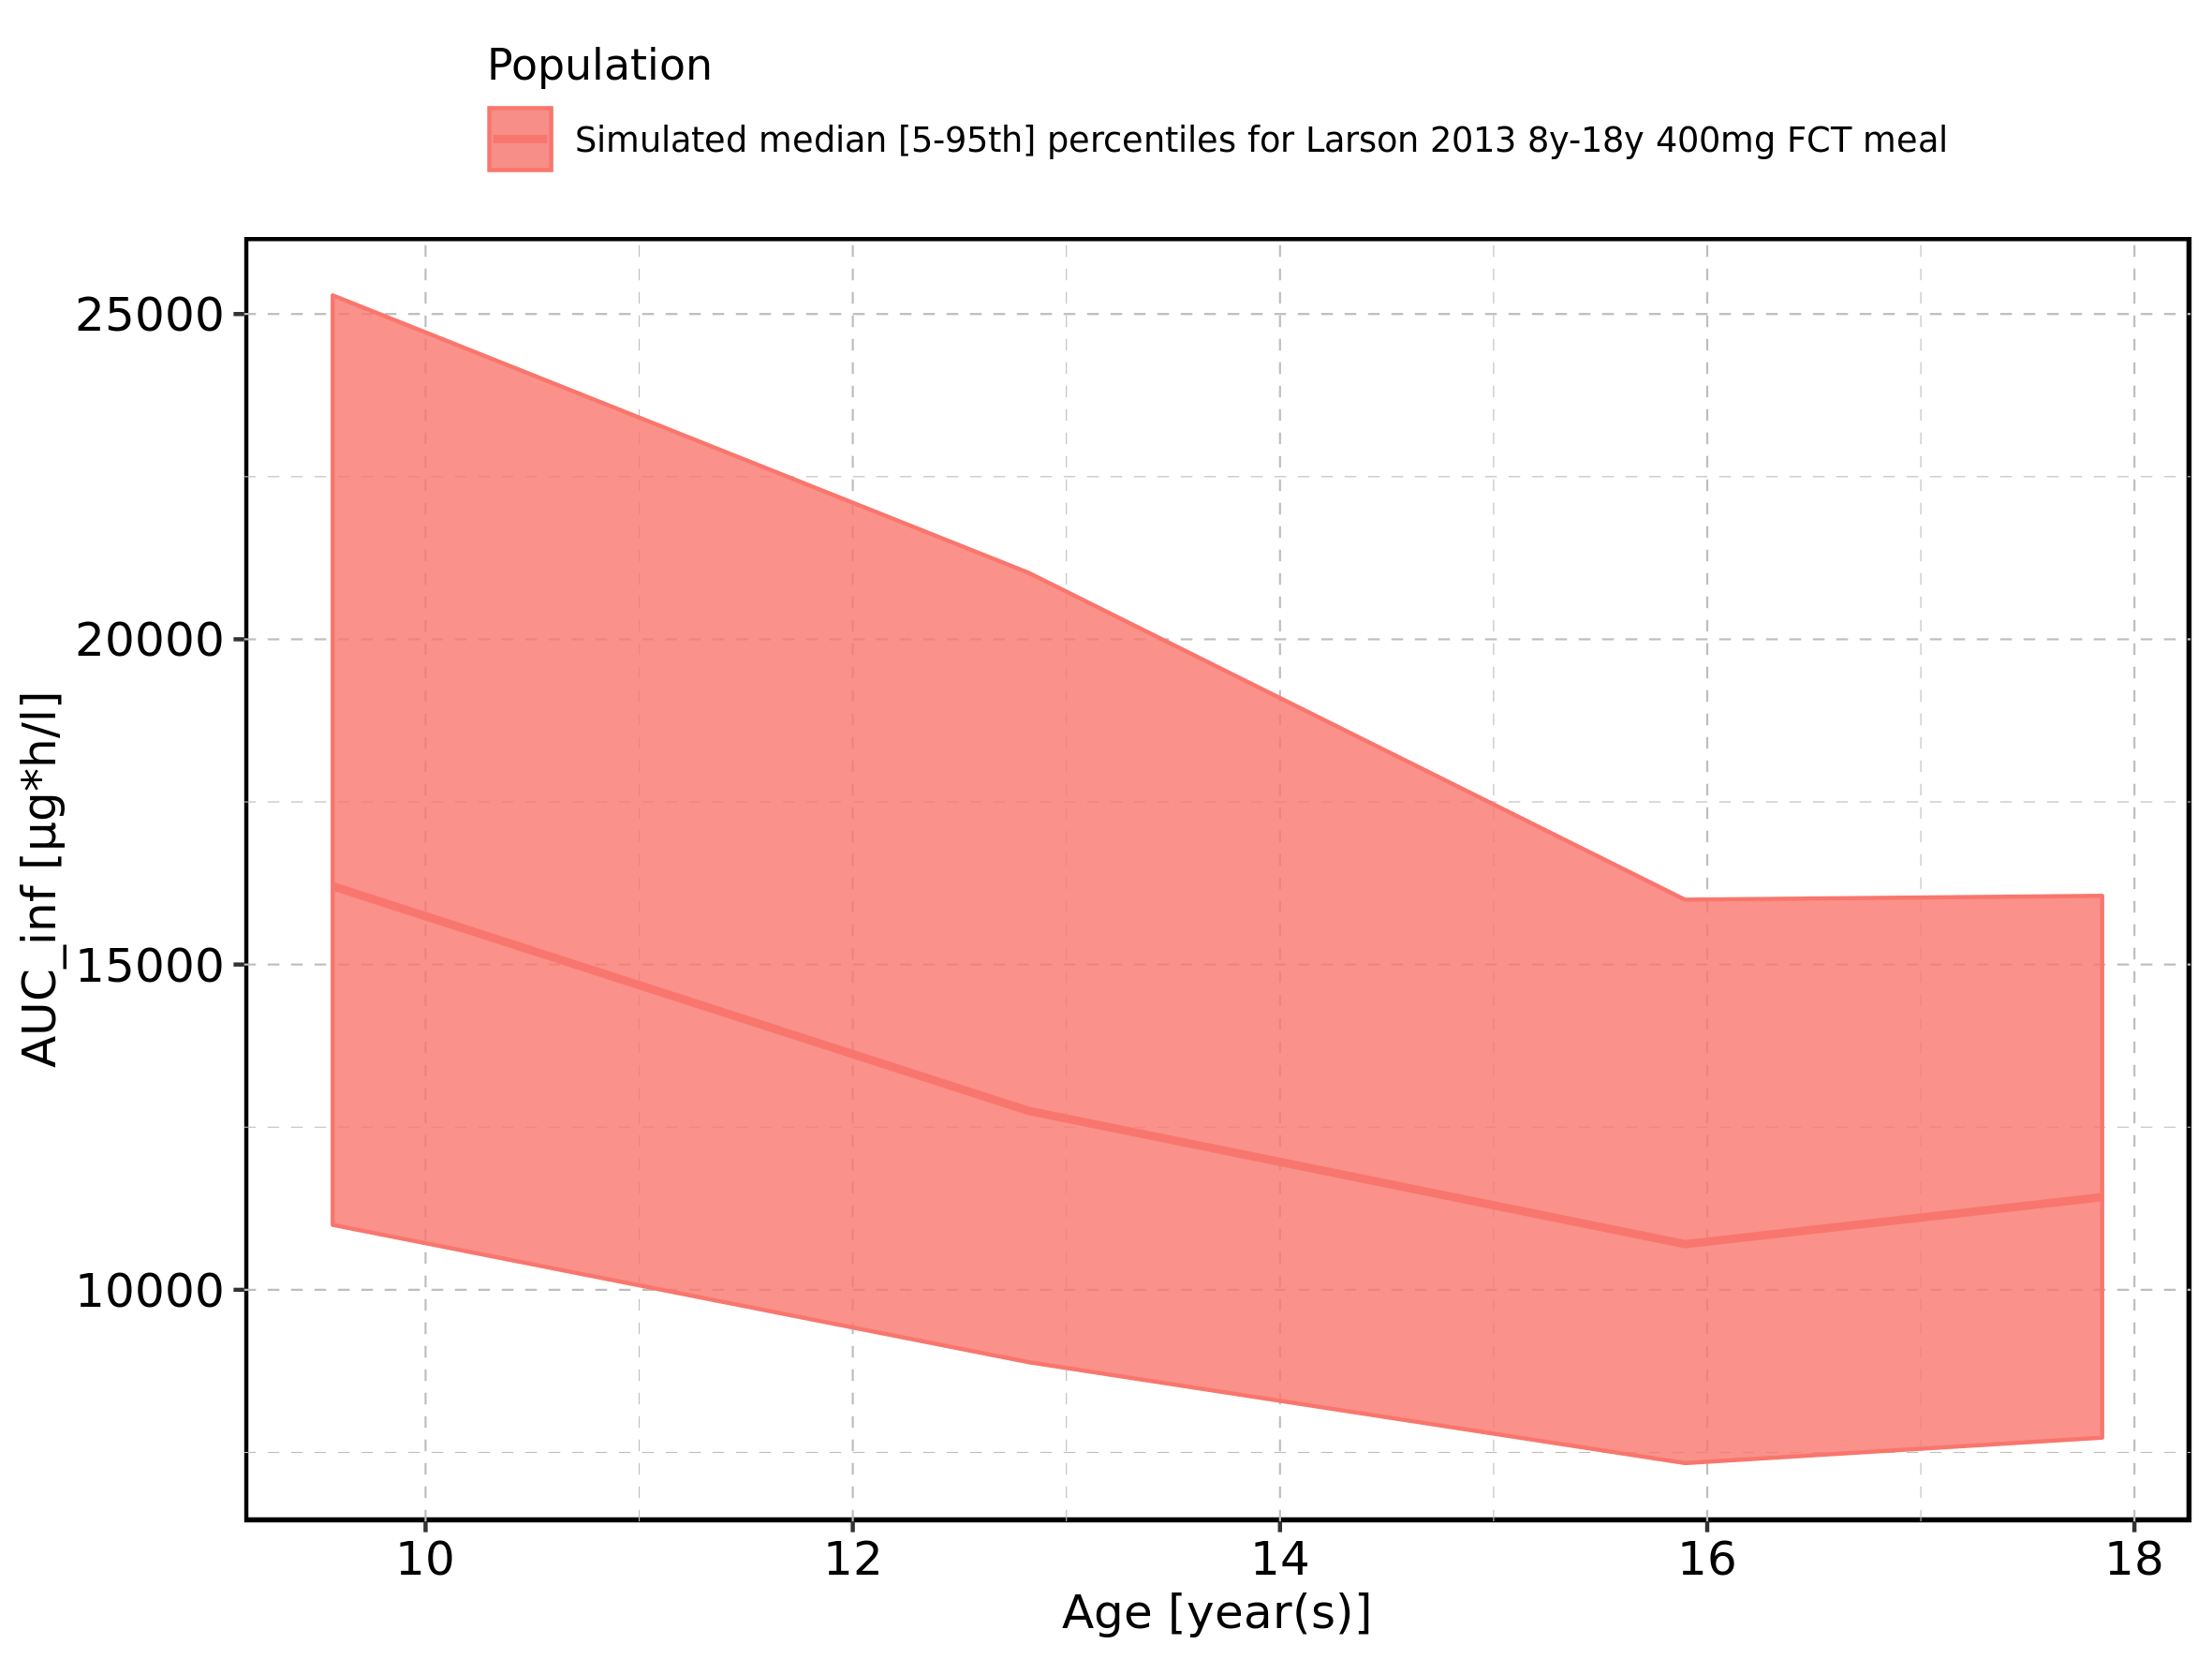 Population
Simulated median [5-95th] percentiles for Larson 2013 8y-18y 400mg FCT meal
25000
20000
15000
10000
AUC_inf [µg*h/l]
10 12 14 16 18
Age [year(s)]